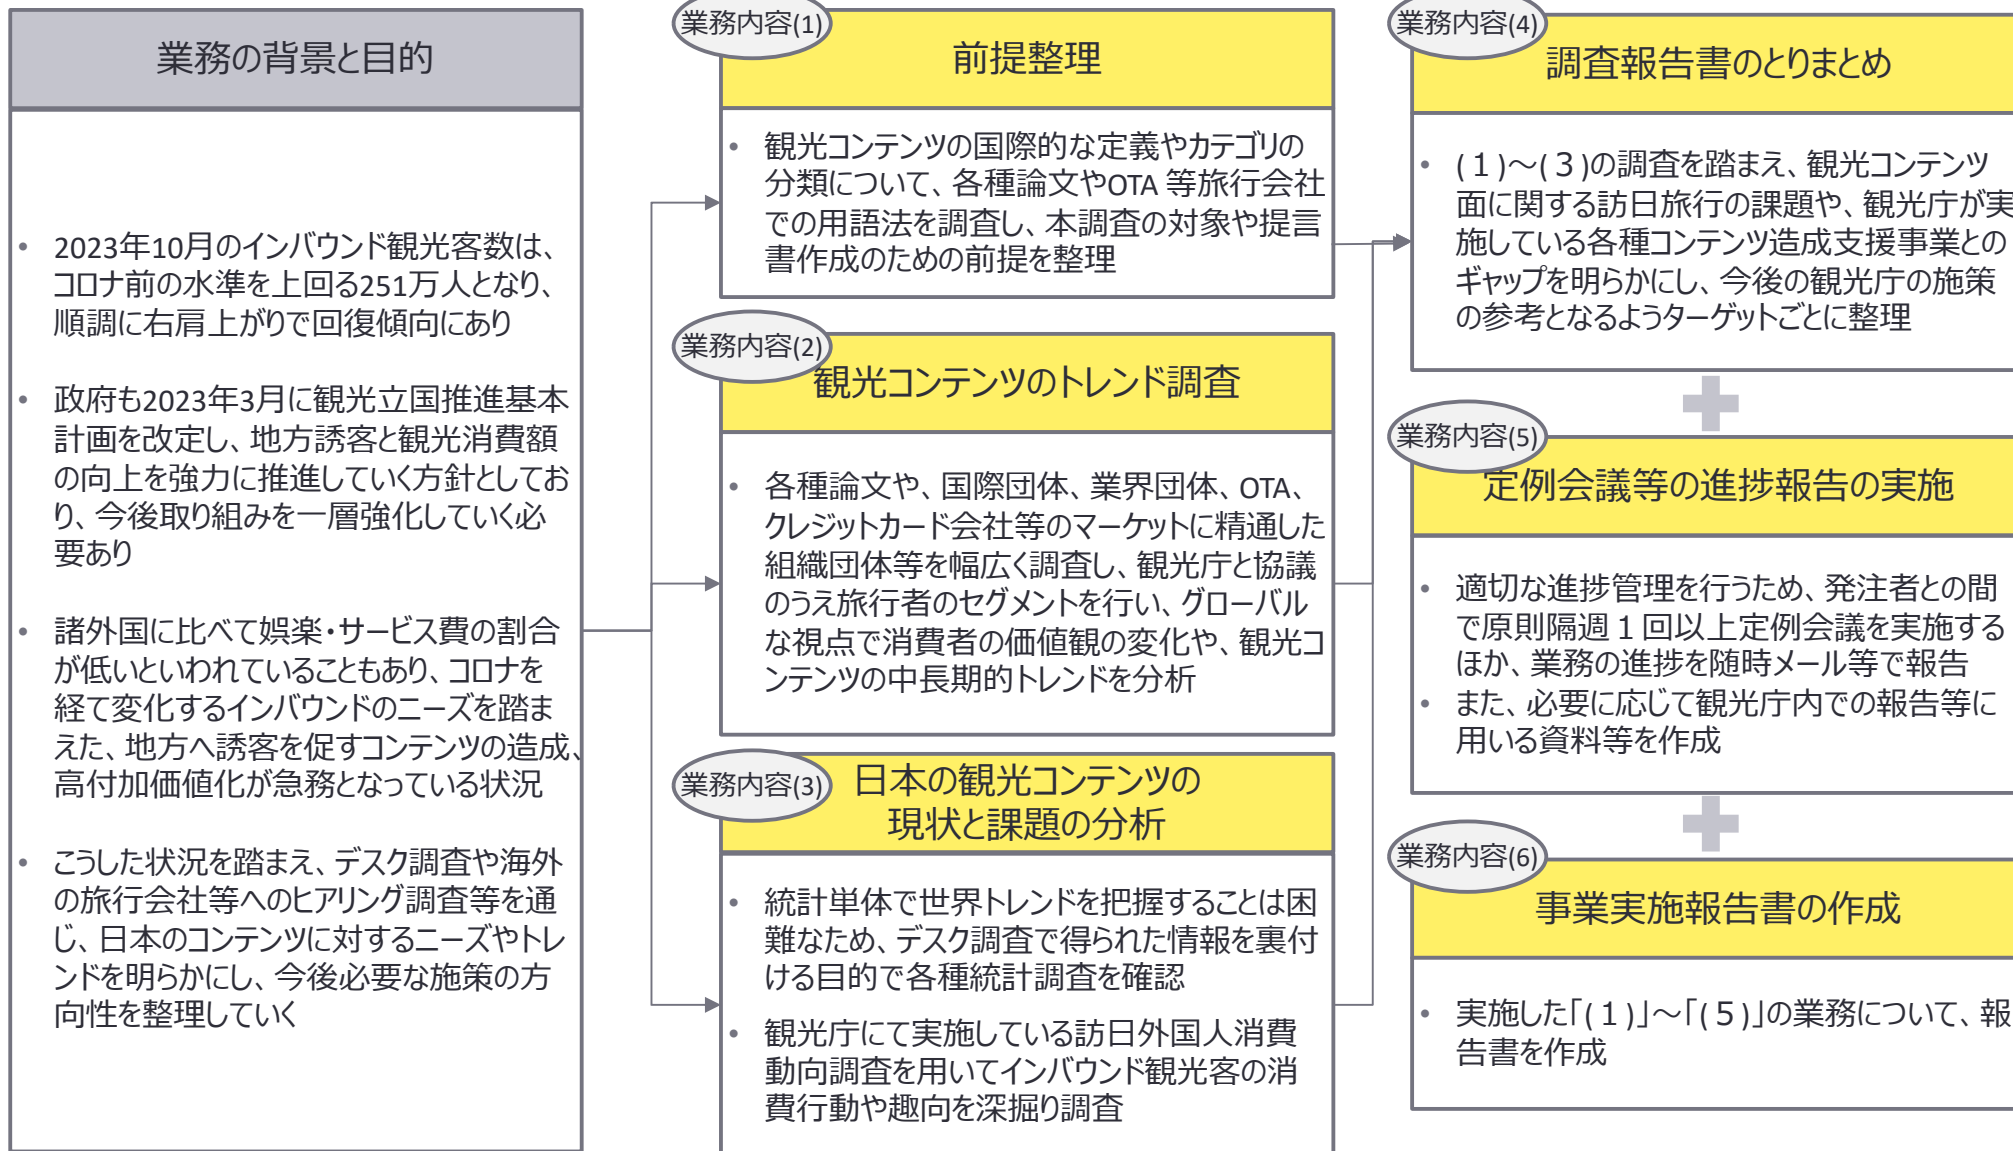 業務の背景と目的
• 2023年10月のインバウンド観光客数は、
コロナ前の水準を上回る251万人となり、
順調に右肩上がりで回復傾向にあり
• 政府も2023年3月に観光立国推進基本
計画を改定し、地方誘客と観光消費額
の向上を強力に推進していく方針としてお
り、今後取り組みを一層強化していく必
要あり
• 諸外国に比べて娯楽・サービス費の割合
が低いといわれていることもあり、コロナを
経て変化するインバウンドのニーズを踏ま
えた、地方へ誘客を促すコンテンツの造成、
高付加価値化が急務となっている状況
• こうした状況を踏まえ、デスク調査や海外
の旅行会社等へのヒアリング調査等を通
じ、日本のコンテンツに対するニーズやトレ
ンドを明らかにし、今後必要な施策の方
向性を整理していく
業務内容(1)
前提整理
• 観光コンテンツの国際的な定義やカテゴリの
分類について、各種論文やOTA 等旅行会社
での用語法を調査し、本調査の対象や提言
書作成のための前提を整理
業務内容(2)
観光コンテンツのトレンド調査
• 各種論文や、国際団体、業界団体、OTA、
クレジットカード会社等のマーケットに精通した
組織団体等を幅広く調査し、観光庁と協議
のうえ旅行者のセグメントを行い、グローバル
な視点で消費者の価値観の変化や、観光コ
ンテンツの中長期的トレンドを分析
業務内容(3)
日本の観光コンテンツの
現状と課題の分析
• 統計単体で世界トレンドを把握することは困
難なため、デスク調査で得られた情報を裏付
ける目的で各種統計調査を確認
• 観光庁にて実施している訪日外国人消費
動向調査を用いてインバウンド観光客の消
費行動や趣向を深掘り調査
業務内容(4)
調査報告書のとりまとめ
• (１)～(３)の調査を踏まえ、観光コンテンツ
面に関する訪日旅行の課題や、観光庁が実
施している各種コンテンツ造成支援事業との
ギャップを明らかにし、今後の観光庁の施策
の参考となるようターゲットごとに整理
業務内容(5)
定例会議等の進捗報告の実施
• 適切な進捗管理を行うため、発注者との間
で原則隔週１回以上定例会議を実施する
ほか、業務の進捗を随時メール等で報告
• また、必要に応じて観光庁内での報告等に
用いる資料等を作成
業務内容(6)
事業実施報告書の作成
• 実施した「(１)」～「(５)」の業務について、報
告書を作成